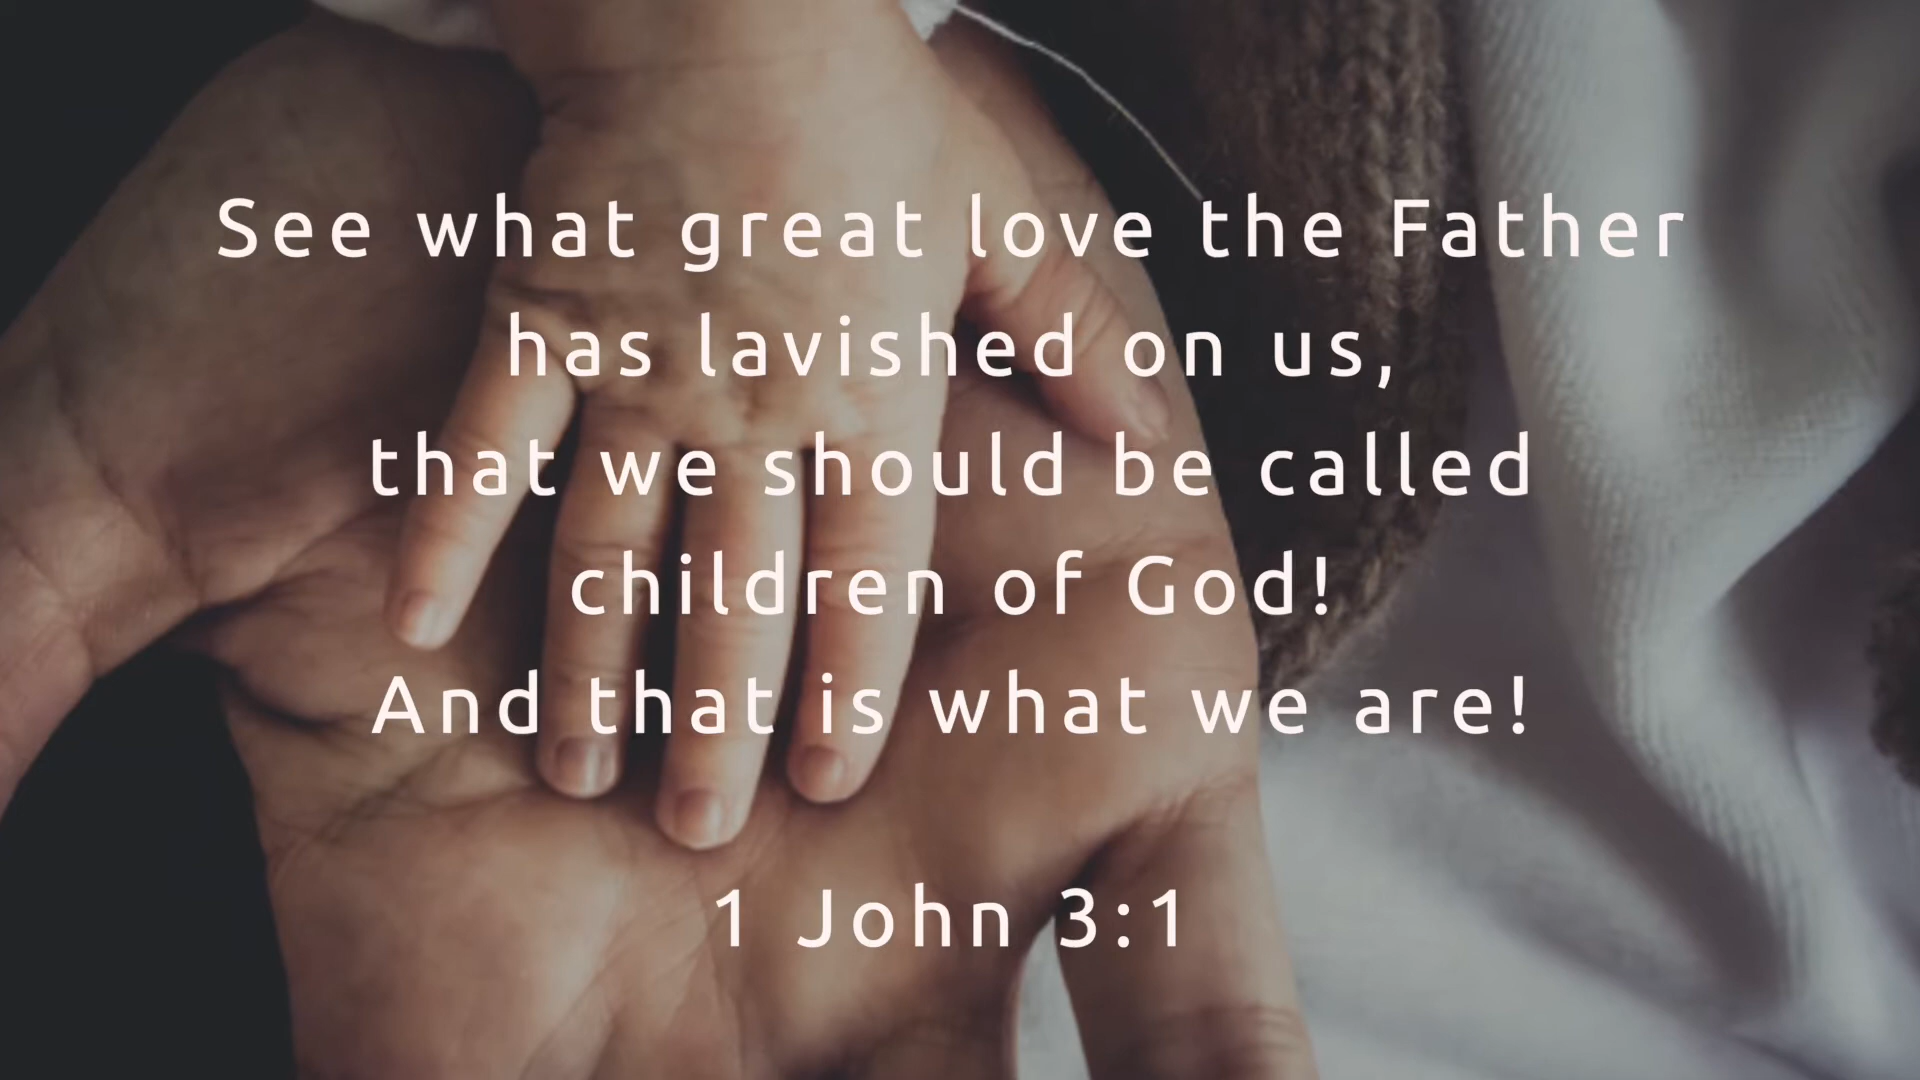 See what great love the Father
has lavished on us,
that we should be called
children of God!
And that is what we are!
1 John 3:1